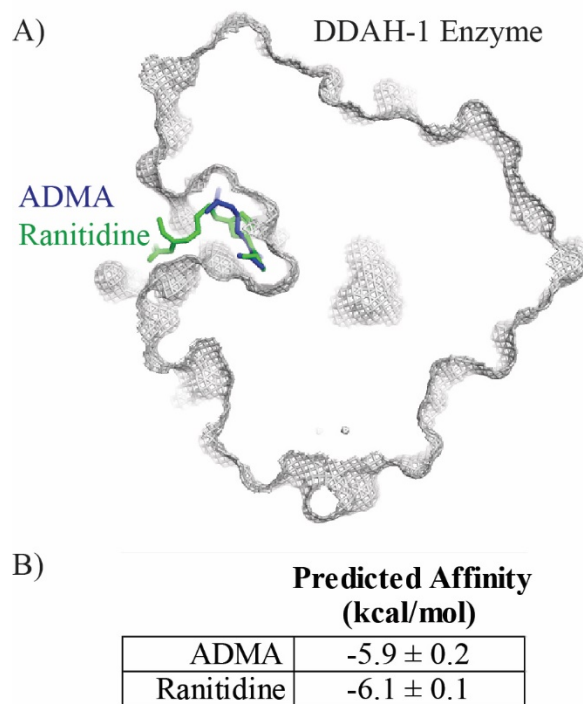 A)
DDAH-1 Enzyme
ADMA
Ranitidine
B)
Predicted Affinity
(kcal/mol)
ADMA -5.9 ± 0.2
Ranitidine -6.1 ± 0.1